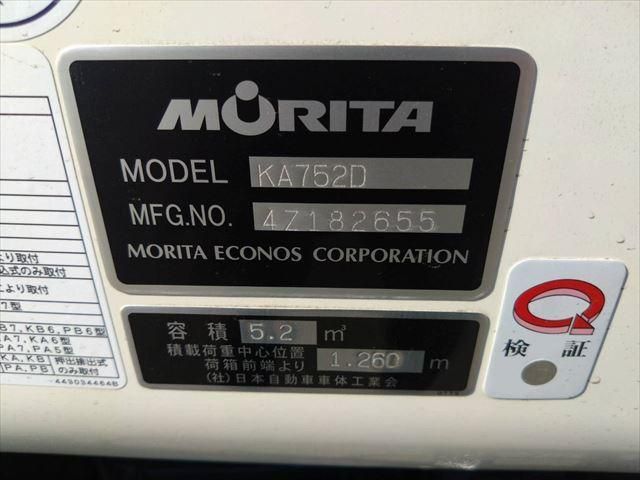 MORITA
MODEL KA752D
MFG.NO. 4Z182655
MORITA ECONOS CORPORATION
容積 5.2 m³
積載荷重中心位置
荷箱前端より 1.260 m
(社)日本自動車車体工業会
検 証
より取付
込式のみ取付
により取付
7型
B7, KB6, PB6型
A7, KA6型
PA7, PA5型
KA, KB 押出排出式
PA, PB のみ取付
443034464B